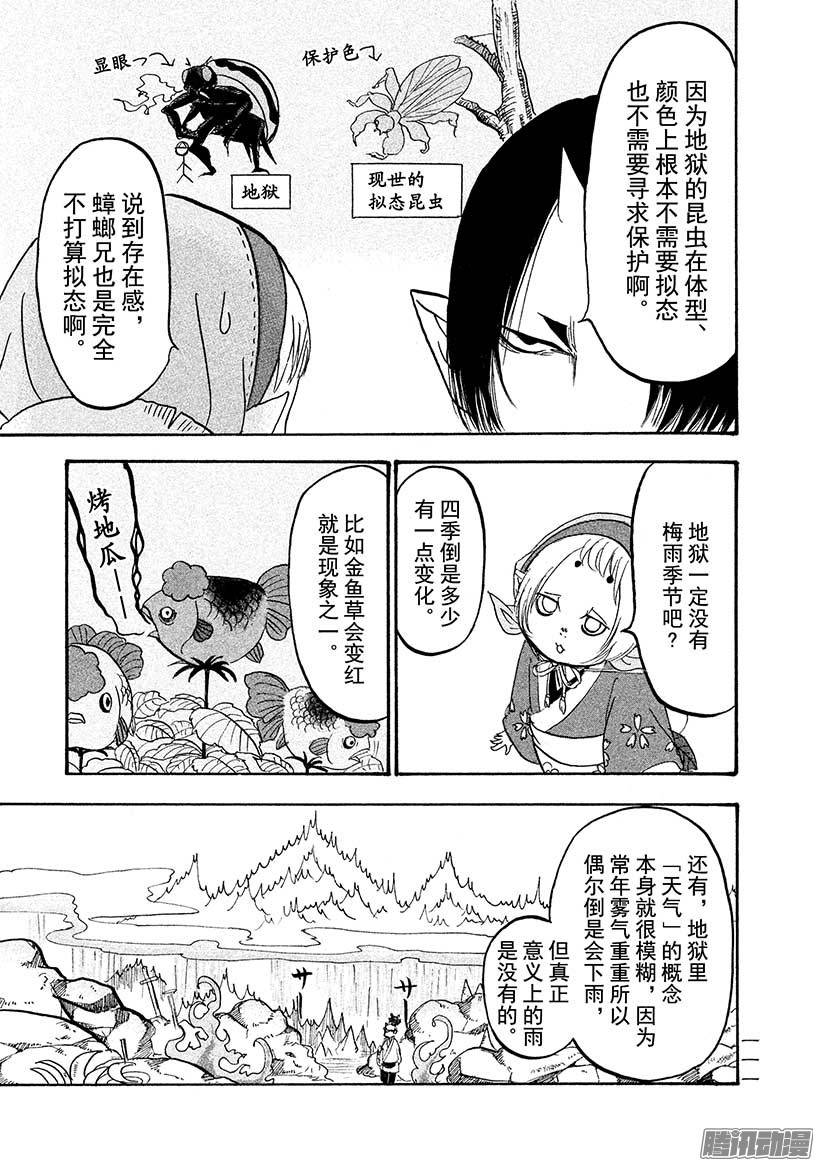 因为地狱的昆虫在体型、
颜色上根本不需要拟态
也不需要寻求保护啊。
保护色
现世的
拟态昆虫
显眼
地狱
说到存在感，
蟑螂兄也是完全
不打算拟态啊。
地狱一定没有
梅雨季节吧？
四季倒是多少
有一点变化。
比如金鱼草会变红
就是现象之一。
烤地瓜——
还有，地狱里
「天气」的概念
本身就很模糊，因为
常年雾气重重所以
偶尔倒是会下雨，
但真正
意义上的雨
是没有的。
サ
サ
腾讯动漫